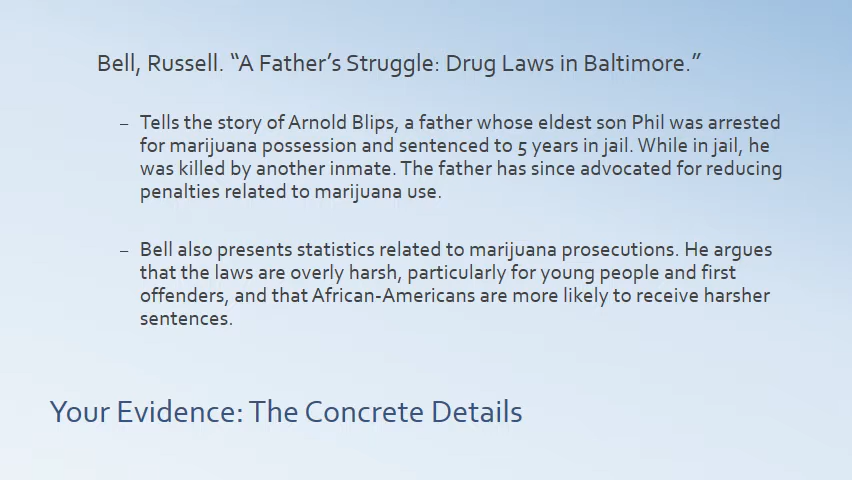 Bell, Russell. “A Father’s Struggle: Drug Laws in Baltimore.”
– Tells the story of Arnold Blips, a father whose eldest son Phil was arrested
for marijuana possession and sentenced to 5 years in jail. While in jail, he
was killed by another inmate. The father has since advocated for reducing
penalties related to marijuana use.
– Bell also presents statistics related to marijuana prosecutions. He argues
that the laws are overly harsh, particularly for young people and first
offenders, and that African-Americans are more likely to receive harsher
sentences.
Your Evidence: The Concrete Details